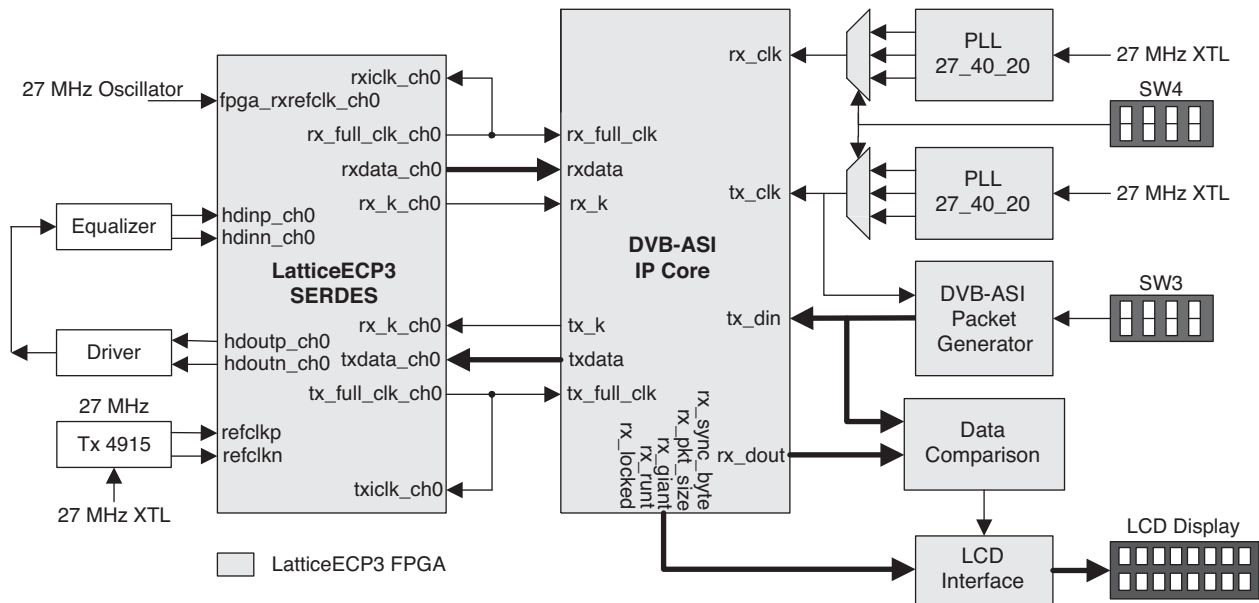 27 MHz Oscillator
rxiclk_ch0
fpga_rxrefclk_ch0
rx_full_clk_ch0
rxdata_ch0
rx_k_ch0
Equalizer
hdinp_ch0
hdinn_ch0
LatticeECP3
SERDES
Driver
hdoutp_ch0
hdoutn_ch0
rx_k_ch0
txdata_ch0
tx_full_clk_ch0
27 MHz
Tx 4915
refclkp
refclkn
txiclk_ch0
27 MHz XTL
LatticeECP3 FPGA
rx_clk
rx_full_clk
rxdata
tx_clk
rx_k
DVB-ASI
IP Core
tx_k
tx_din
txdata
tx_full_clk
rx_locked
rx_runt
rx_giant
rx_pkt_size
rx_sync_byte
rx_dout
PLL
27_40_20
27 MHz XTL
SW4
PLL
27_40_20
27 MHz XTL
DVB-ASI
Packet
Generator
SW3
Data
Comparison
LCD
Interface
LCD Display